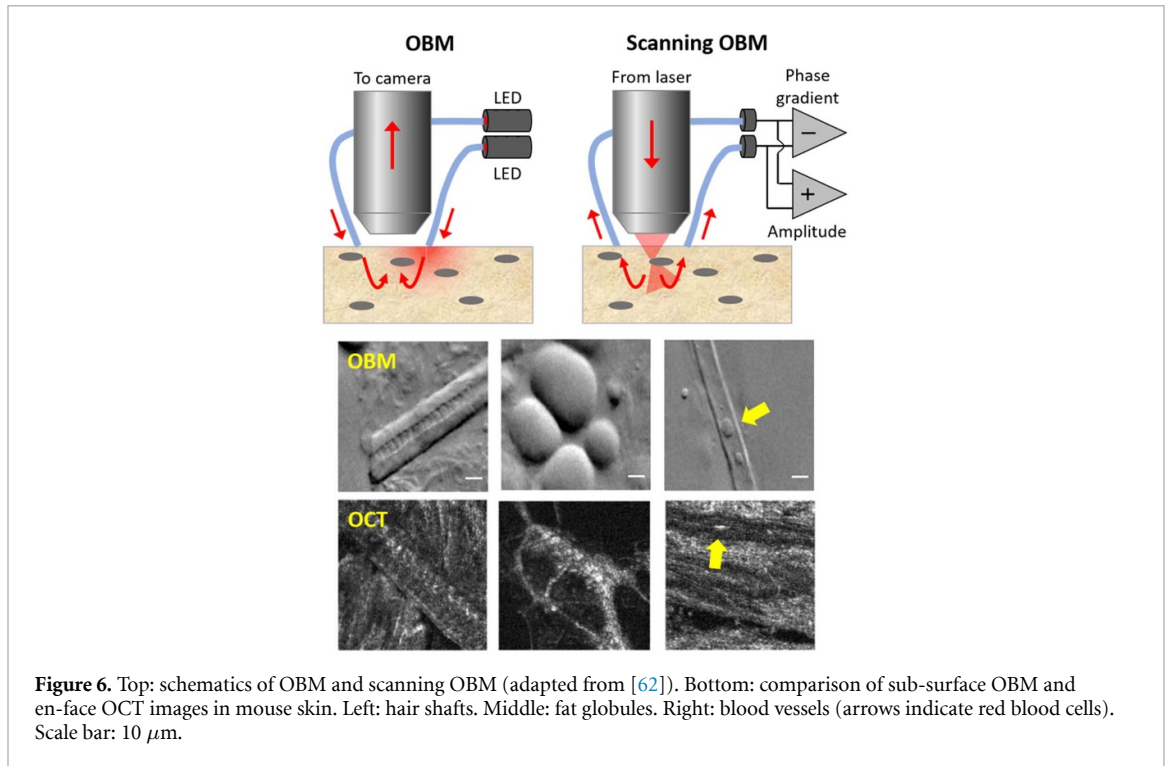 OBM
Scanning OBM
To camera
From laser
Phase
gradient
LED
LED
−
+
Amplitude
OBM
OCT
Figure 6. Top: schematics of OBM and scanning OBM (adapted from [62]). Bottom: comparison of sub-surface OBM and
en-face OCT images in mouse skin. Left: hair shafts. Middle: fat globules. Right: blood vessels (arrows indicate red blood cells).
Scale bar: 10 μm.